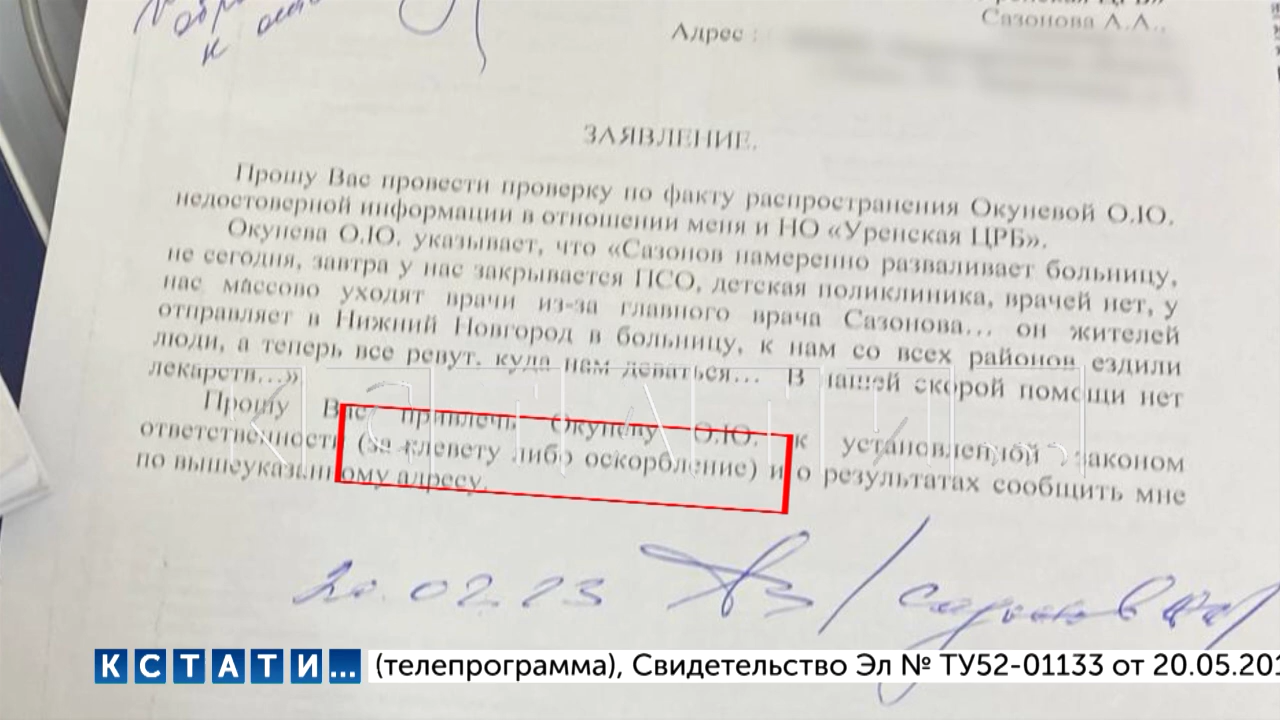 к
Сазонова А.А.,
Адрес :
ЗАЯВЛЕНИЕ.
Прошу Вас провести проверку по факту распространения Окуневой О.Ю.
недостоверной информации в отношении меня и НО «Уренская ЦРБ».
Окунева О.Ю. указывает, что «Сазонов намеренно разваливает больницу,
не сегодня, завтра у нас закрывается ПСО, детская поликлиника, врачей нет, у
нас массово уходят врачи из-за главного врача Сазонова... он жителей
отправляет в Нижний Новгород в больницу, к нам со всех районов ездили
люди, а теперь все ревут, куда нам деваться... В нашей скорой помощи нет
лекарств...»
Прошу Вас привлечь Окуневу О.Ю. к установленной законом
ответственности (за клевету либо оскорбление) и о результатах сообщить мне
по вышеуказанному адресу.
20.02.23
КСТАТИ... (телепрограмма), Свидетельство Эл № ТУ52-01133 от 20.05.201